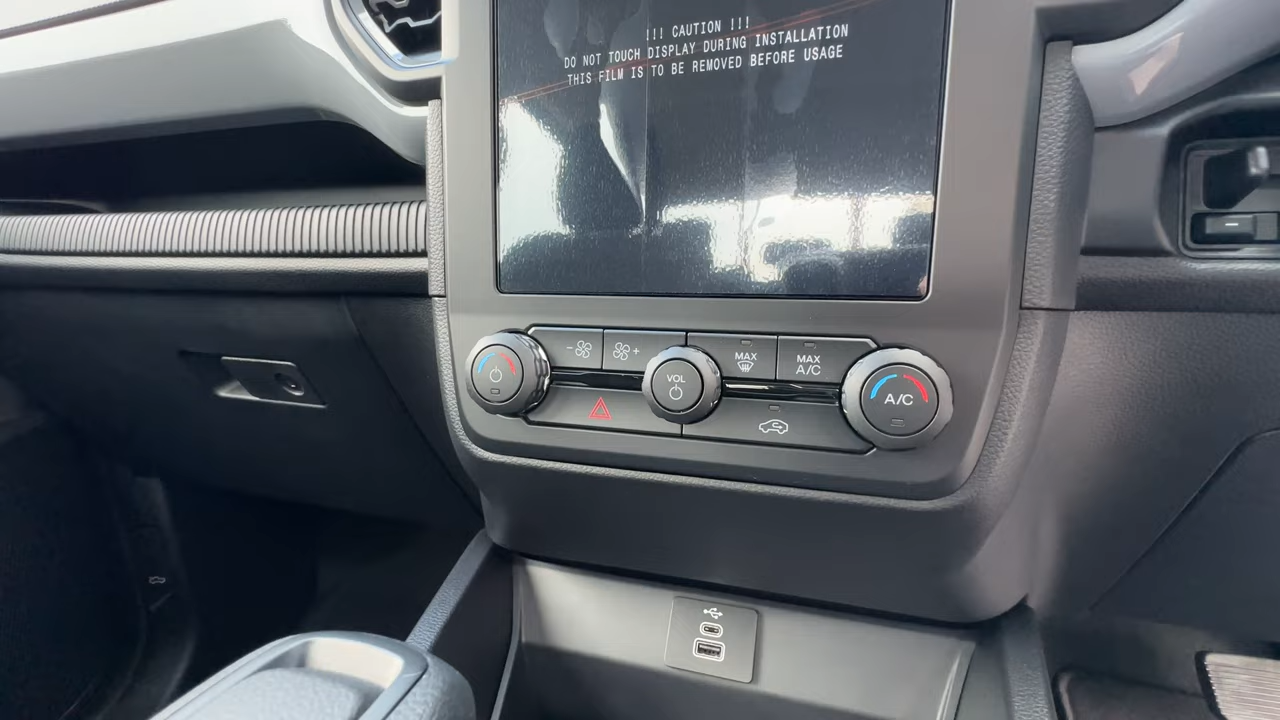 !!! CAUTION !!!
DO NOT TOUCH DISPLAY DURING INSTALLATION
THIS FILM IS TO BE REMOVED BEFORE USAGE
- +
VOL
MAX
MAX
A/C
A/C